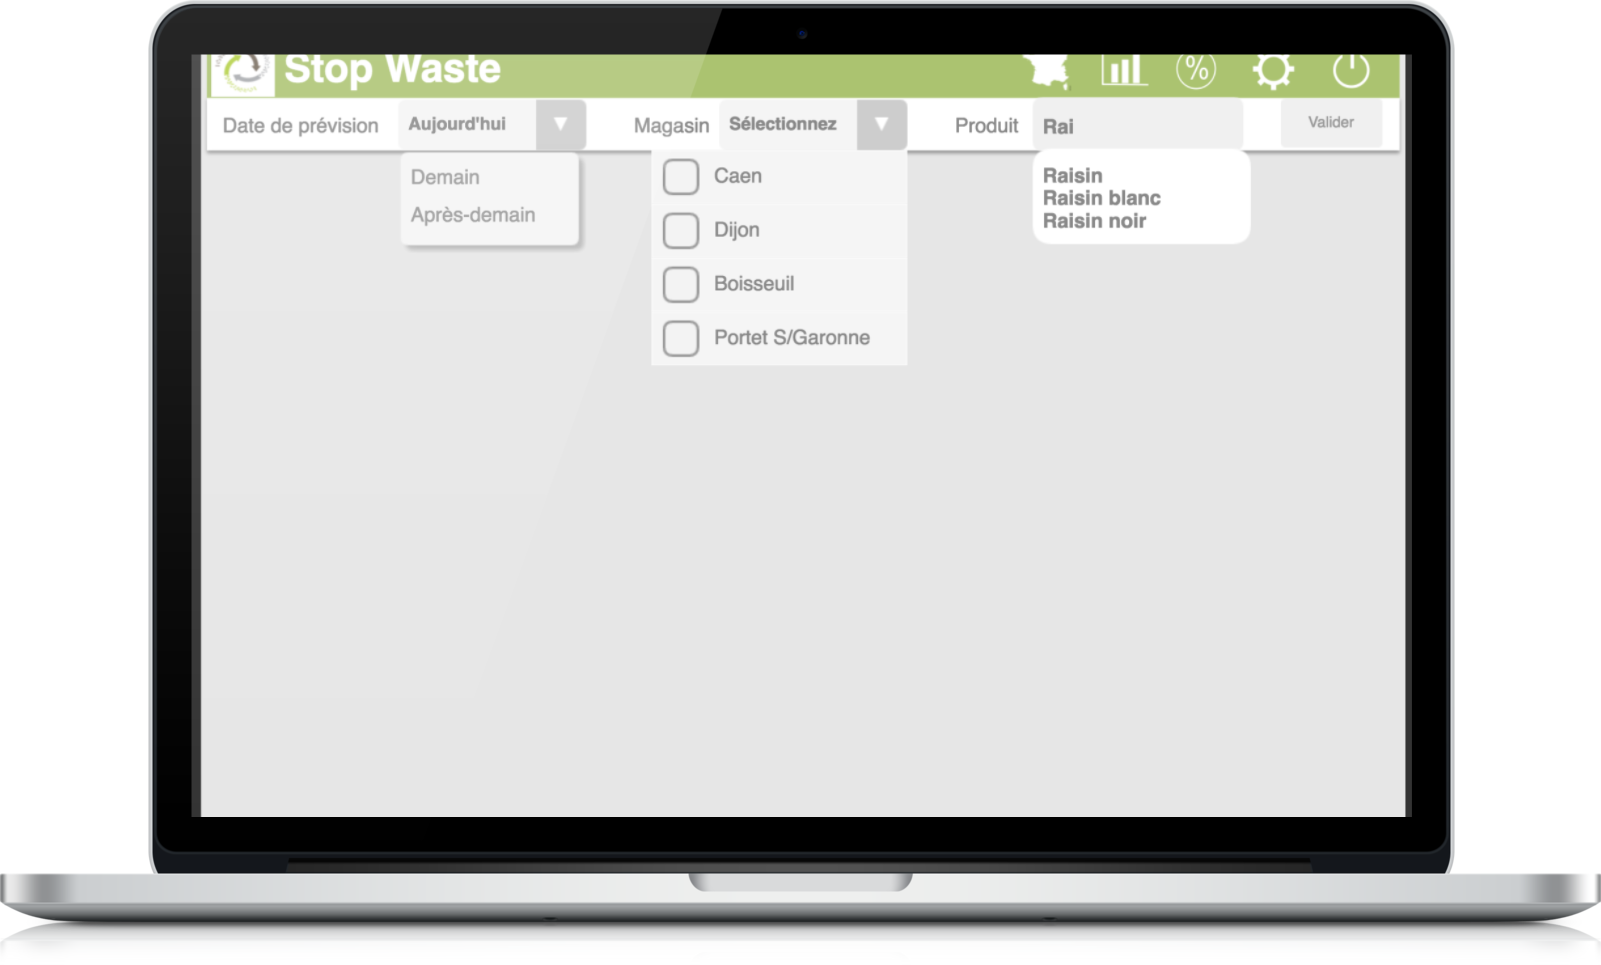 Stop Waste
%
Date de prévision Aujourd'hui ▼ Magasin Sélectionnez ▼ Produit Rai Valider
Demain
Après-demain
Caen
Dijon
Boisseuil
Portet S/Garonne
Raisin
Raisin blanc
Raisin noir